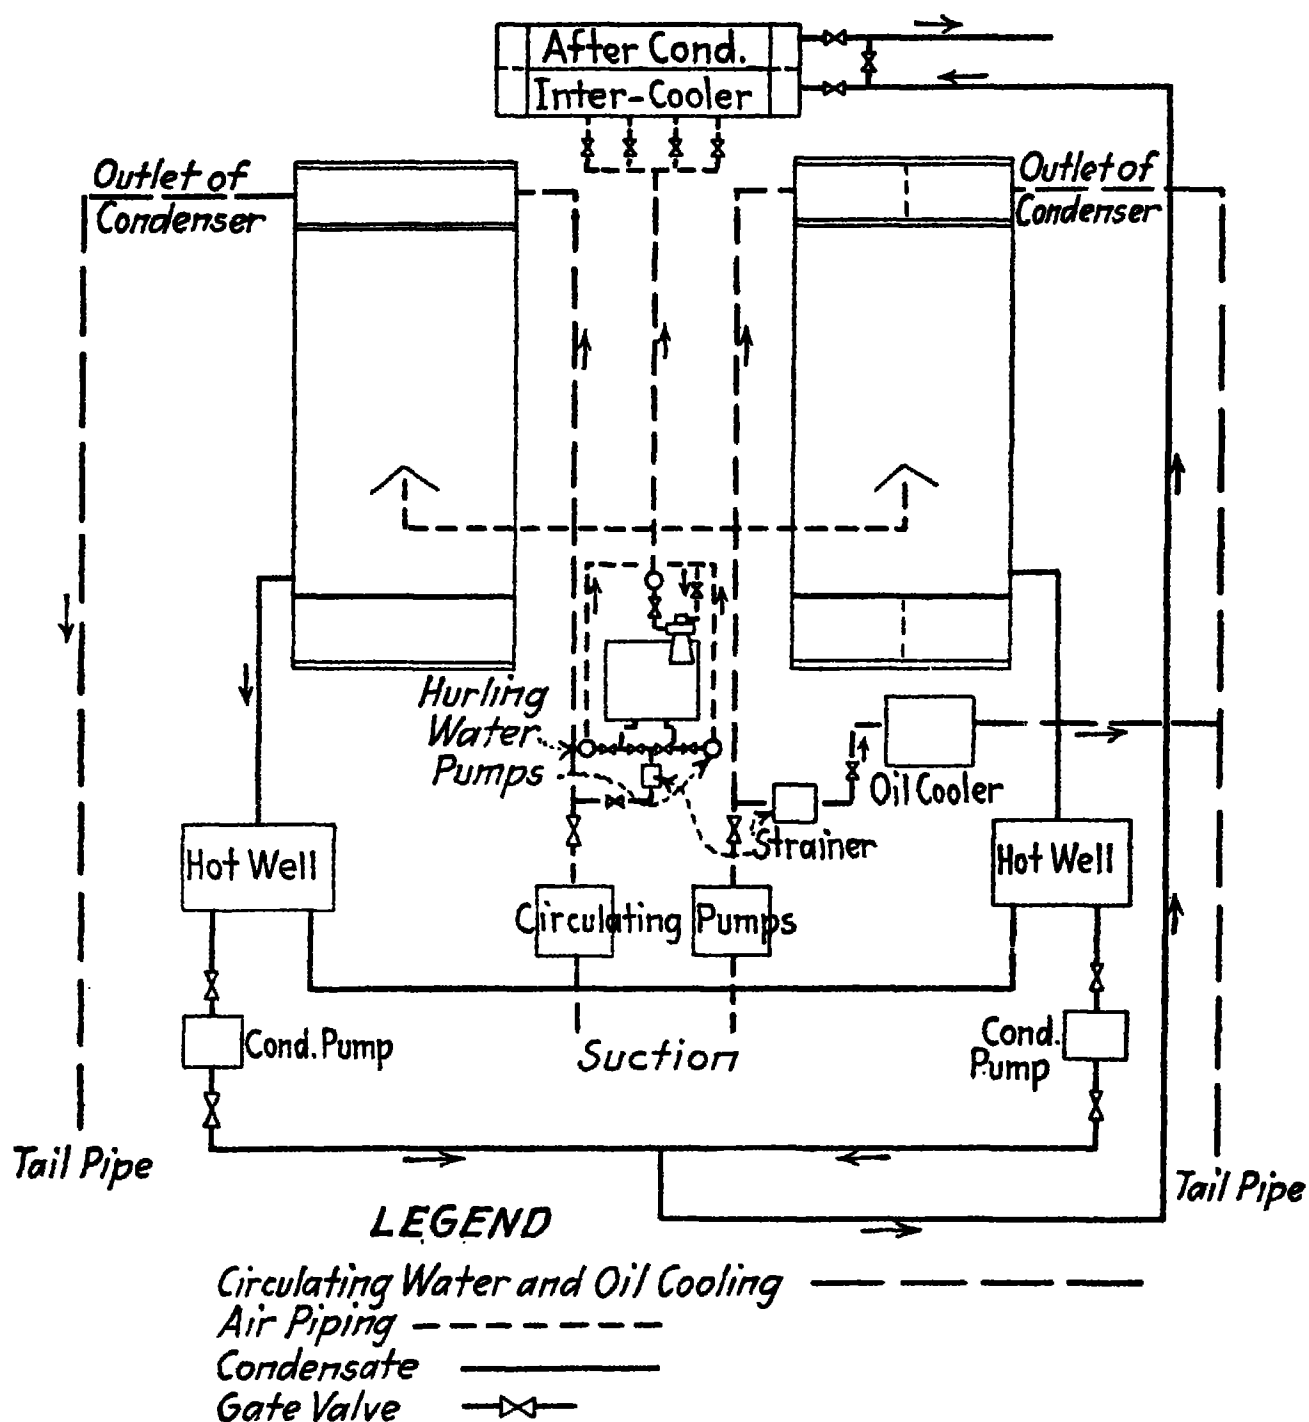 After Cond.
Inter-Cooler
Outlet of
Condenser
Outlet of
Condenser
Hurling
Water
Pumps
Oil Cooler
Strainer
Hot Well
Hot Well
Circulating Pumps
Cond. Pump
Cond.
Pump
Suction
Tail Pipe
Tail Pipe
LEGEND
Circulating Water and Oil Cooling
Air Piping
Condensate
Gate Valve